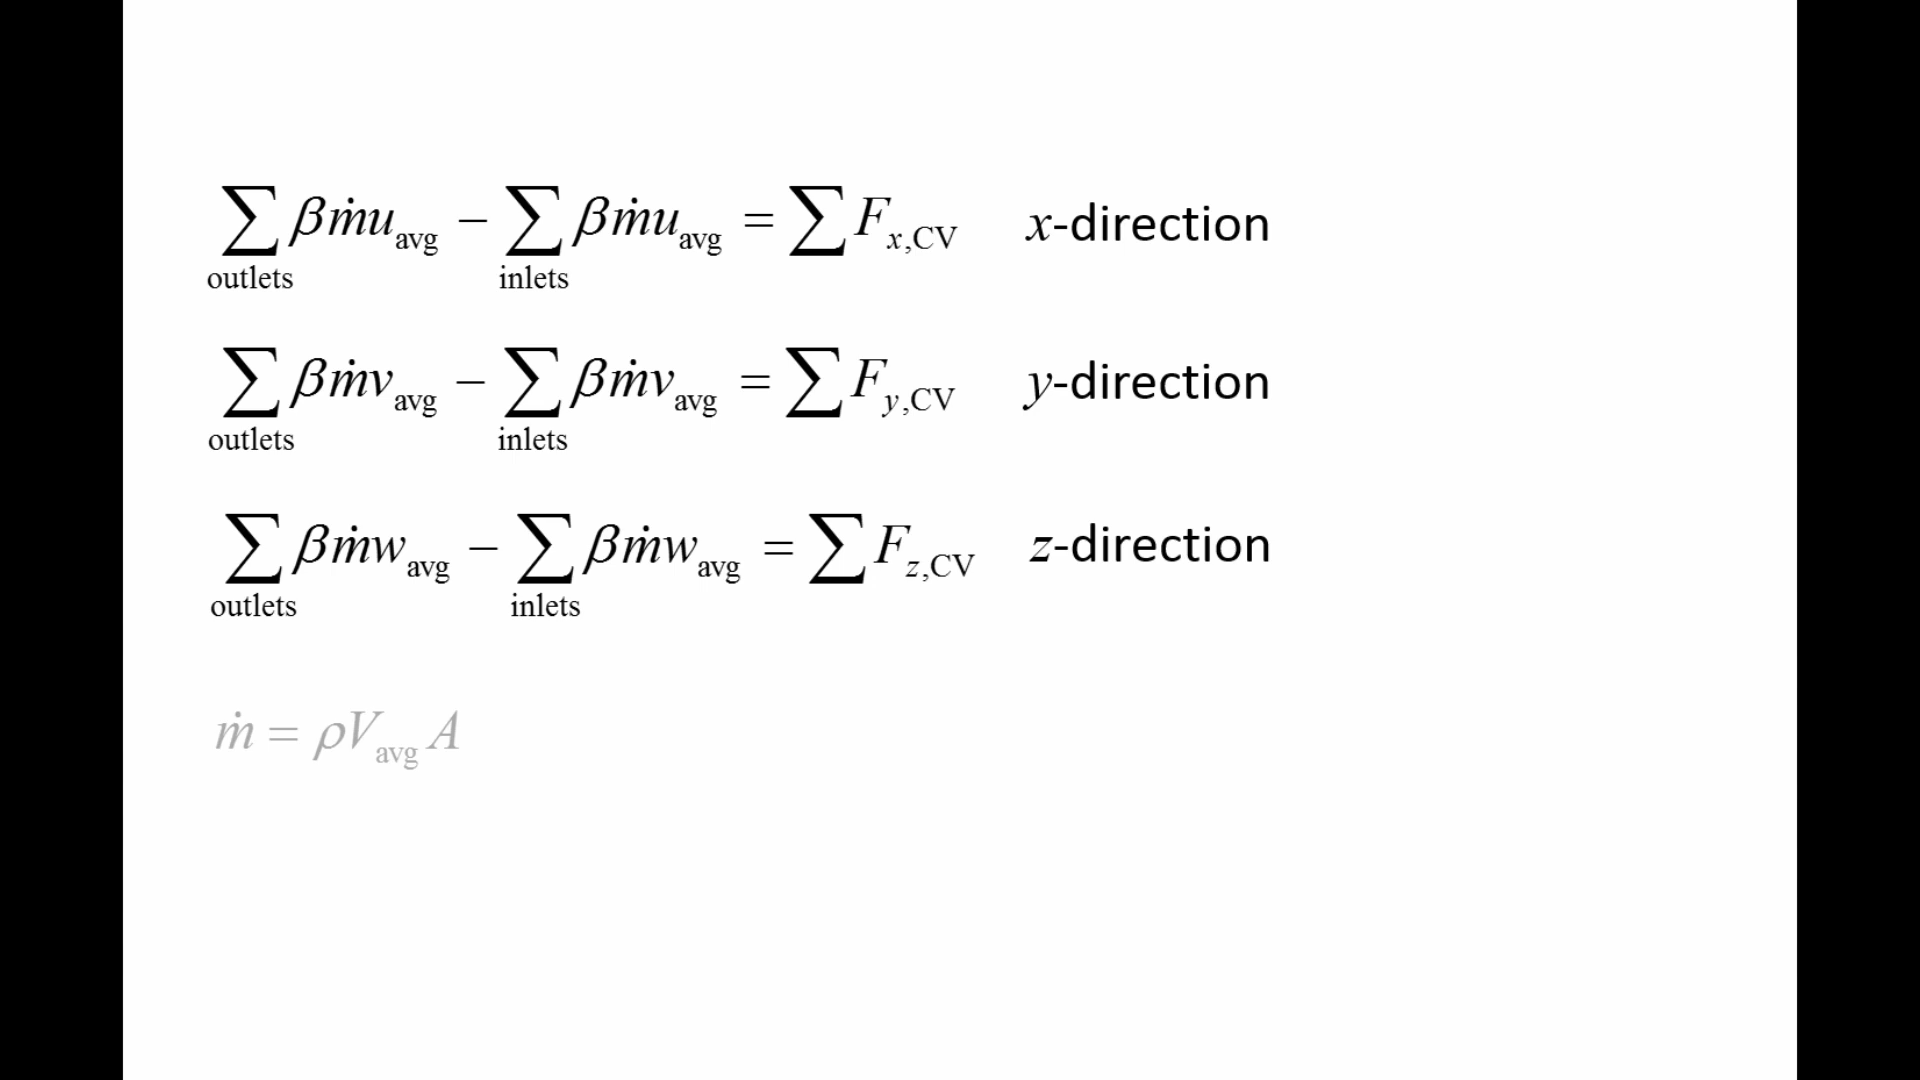 ∑ βṁu_avg − ∑ βṁu_avg = ∑ F_x,CV x-direction
outlets inlets
∑ βṁv_avg − ∑ βṁv_avg = ∑ F_y,CV y-direction
outlets inlets
∑ βṁw_avg − ∑ βṁw_avg = ∑ F_z,CV z-direction
outlets inlets
ṁ = ρV_avg A